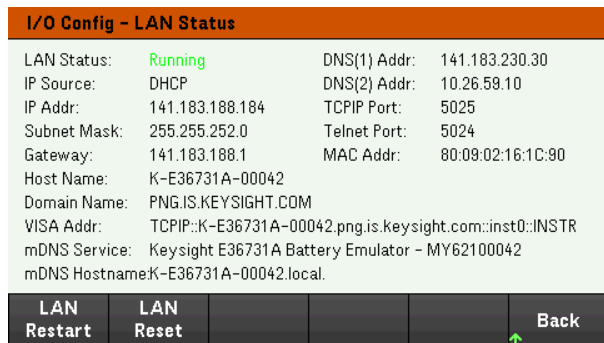 I/O Config - LAN Status
LAN Status: Running DNS(1) Addr: 141.183.230.30
IP Source: DHCP DNS(2) Addr: 10.26.59.10
IP Addr: 141.183.188.184 TCPIP Port: 5025
Subnet Mask: 255.255.252.0 Telnet Port: 5024
Gateway: 141.183.188.1 MAC Addr: 80:09:02:16:1C:90
Host Name: K-E36731A-00042
Domain Name: PNG.IS.KEYSIGHT.COM
VISA Addr: TCPIP::K-E36731A-00042.png.is.keysight.com::inst0::INSTR
mDNS Service: Keysight E36731A Battery Emulator - MY62100042
mDNS Hostname:K-E36731A-00042.local.
LAN Restart LAN Reset Back